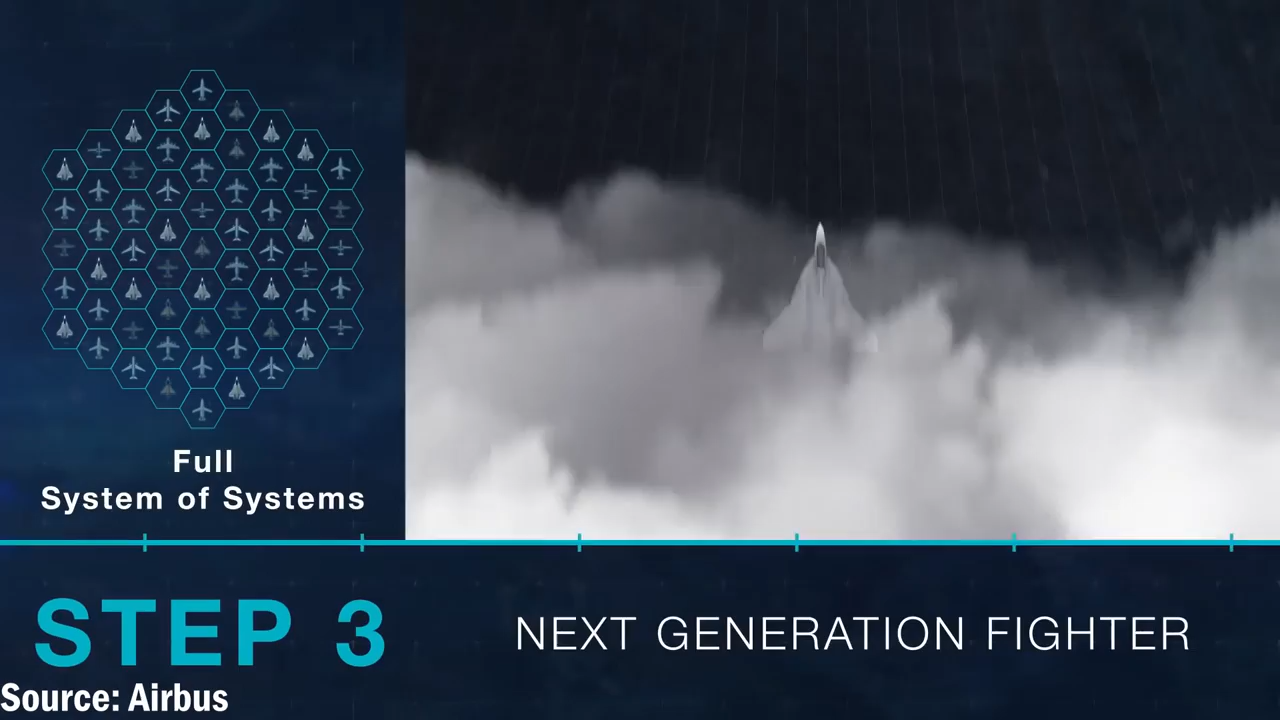 Full
System of Systems
STEP 3
NEXT GENERATION FIGHTER
Source: Airbus